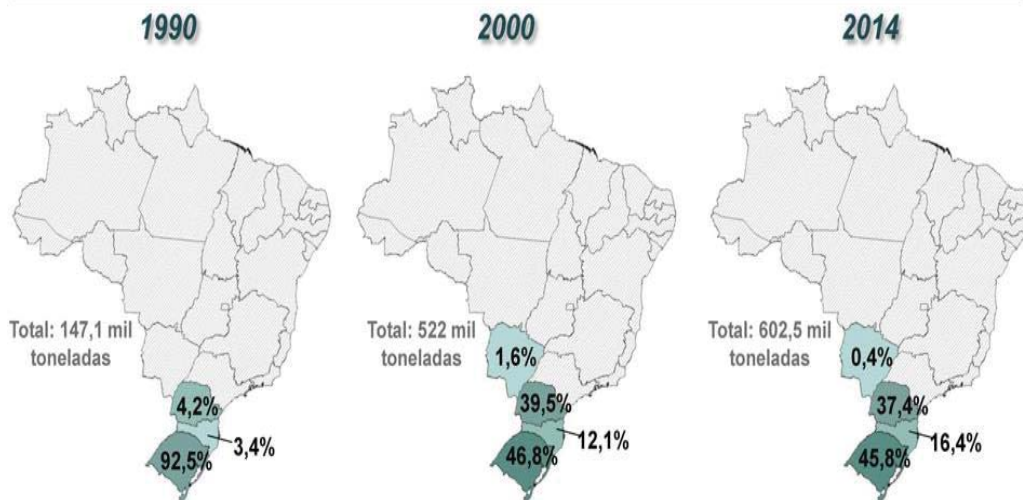 1990
2000
2014
Total: 147,1 mil
toneladas
4,2%
3,4%
92,5%
Total: 522 mil
toneladas
1,6%
39,5%
12,1%
46,8%
Total: 602,5 mil
toneladas
0,4%
37,4%
16,4%
45,8%